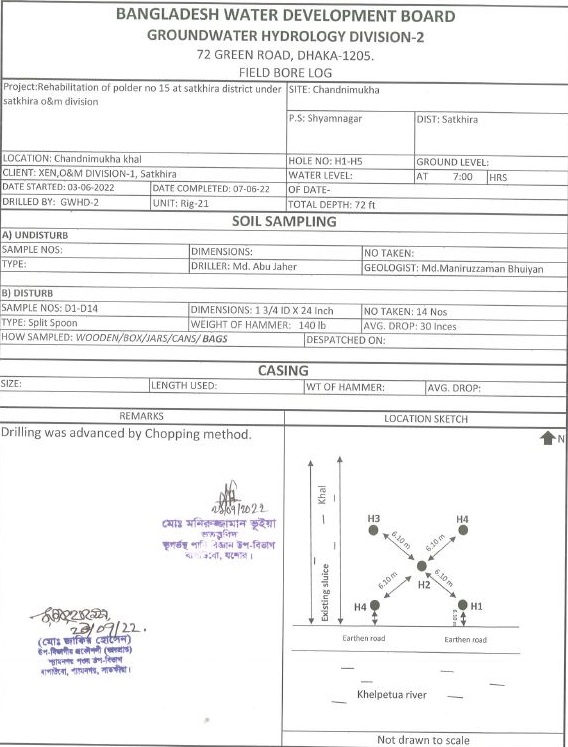 BANGLADESH WATER DEVELOPMENT BOARD
GROUNDWATER HYDROLOGY DIVISION-2
72 GREEN ROAD, DHAKA-1205.
FIELD BORE LOG
Project:Rehabilitation of polder no 15 at satkhira district under
satkhira o&m division
SITE: Chandnimukha
P.S: Shyamnagar
DIST: Satkhira
LOCATION: Chandnimukha khal
HOLE NO: H1-H5
GROUND LEVEL:
CLIENT: XEN,O&M DIVISION-1, Satkhira
WATER LEVEL:
AT 7:00 HRS
DATE STARTED: 03-06-2022
DATE COMPLETED: 07-06-22
OF DATE-
DRILLED BY: GWHD-2
UNIT: Rig-21
TOTAL DEPTH: 72 ft
SOIL SAMPLING
A) UNDISTURB
SAMPLE NOS:
DIMENSIONS:
NO TAKEN:
TYPE:
DRILLER: Md. Abu Jaher
GEOLOGIST: Md.Maniruzzaman Bhuiyan
B) DISTURB
SAMPLE NOS: D1-D14
DIMENSIONS: 1 3/4 ID X 24 Inch
NO TAKEN: 14 Nos
TYPE: Split Spoon
WEIGHT OF HAMMER: 140 lb
AVG. DROP: 30 Inces
HOW SAMPLED: WOODEN/BOX/JARS/CANS/ BAGS
DESPATCHED ON:
CASING
SIZE:
LENGTH USED:
WT OF HAMMER:
AVG. DROP:
REMARKS
LOCATION SKETCH
Drilling was advanced by Chopping method.
28/09/2022
মোঃ মনিরুজ্জামান ভূইয়া
ভূতত্ত্ববিদ
ভূগর্ভস্থ পানি বিজ্ঞান উপ-বিভাগ
বাপাউবো, যশোর।
28/09/22.
(মোঃ জাকির হোসেন)
উপ-বিভাগীয় প্রকৌশলী
শ্যামনগর পওর উপ-বিভাগ
বাপাউবো, শ্যামনগর, সাতক্ষীরা।
N
Khal
Existing sluice
H3
H4
6.10 m
6.10 m
H2
6.10 m
6.10 m
H4
H1
6.10 m
Earthen road
Earthen road
Khelpetua river
Not drawn to scale